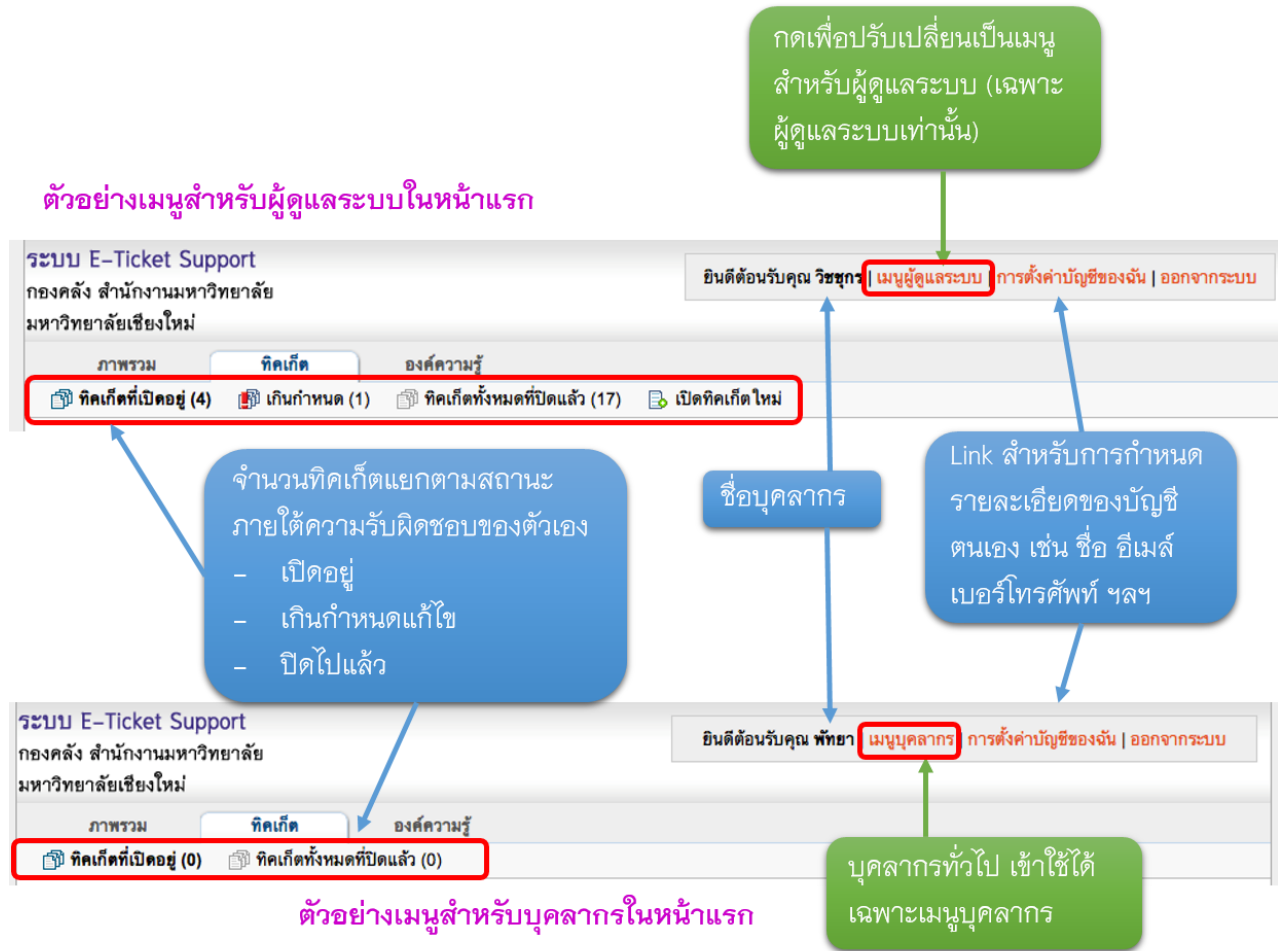 กดเพื่อปรับเปลี่ยนเป็นเมนู
สำหรับผู้ดูแลระบบ (เฉพาะ
ผู้ดูแลระบบเท่านั้น)
ตัวอย่างเมนูสำหรับผู้ดูแลระบบในหน้าแรก
ระบบ E-Ticket Support
กองคลัง สำนักงานมหาวิทยาลัย
มหาวิทยาลัยเชียงใหม่
ยินดีต้อนรับคุณ วิชชุกร | เมนูผู้ดูแลระบบ | การตั้งค่าบัญชีของฉัน | ออกจากระบบ
ภาพรวม ทิคเก็ต องค์ความรู้
ทิคเก็ตที่เปิดอยู่ (4) เกินกำหนด (1) ทิคเก็ตทั้งหมดที่ปิดแล้ว (17) เปิดทิคเก็ตใหม่
จำนวนทิคเก็ตแยกตามสถานะ
ภายใต้ความรับผิดชอบของตัวเอง
– เปิดอยู่
– เกินกำหนดแก้ไข
– ปิดไปแล้ว
ชื่อบุคลากร
Link สำหรับการกำหนด
รายละเอียดของบัญชี
ตนเอง เช่น ชื่อ อีเมล์
เบอร์โทรศัพท์ ฯลฯ
ระบบ E-Ticket Support
กองคลัง สำนักงานมหาวิทยาลัย
มหาวิทยาลัยเชียงใหม่
ยินดีต้อนรับคุณ พัทยา | เมนูบุคลากร | การตั้งค่าบัญชีของฉัน | ออกจากระบบ
ภาพรวม ทิคเก็ต องค์ความรู้
ทิคเก็ตที่เปิดอยู่ (0) ทิคเก็ตทั้งหมดที่ปิดแล้ว (0)
บุคลากรทั่วไป เข้าใช้ได้
เฉพาะเมนูบุคลากร
ตัวอย่างเมนูสำหรับบุคลากรในหน้าแรก